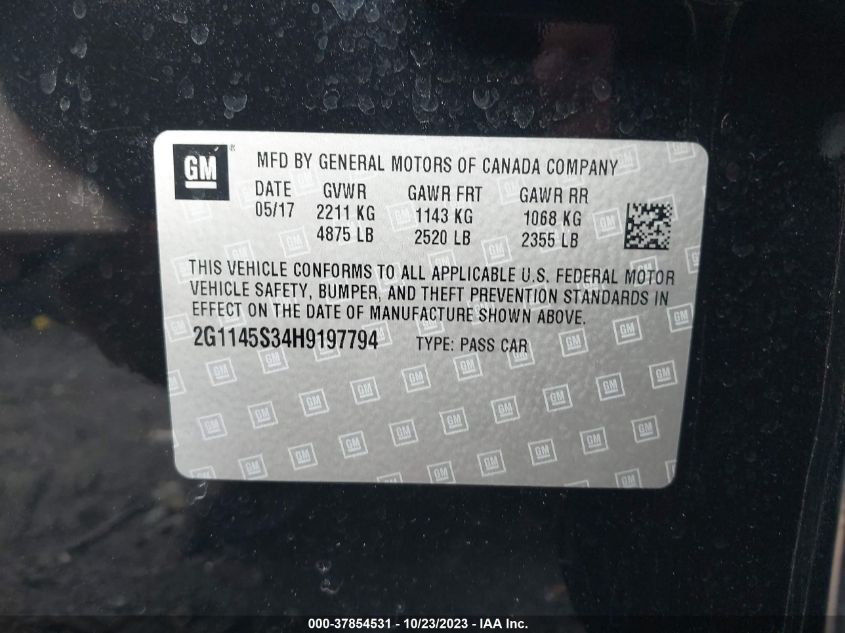 GM
MFD BY GENERAL MOTORS OF CANADA COMPANY
DATE GVWR GAWR FRT GAWR RR
05/17 2211 KG 1143 KG 1068 KG
4875 LB 2520 LB 2355 LB
THIS VEHICLE CONFORMS TO ALL APPLICABLE U.S. FEDERAL MOTOR
VEHICLE SAFETY, BUMPER, AND THEFT PREVENTION STANDARDS IN
EFFECT ON THE DATE OF MANUFACTURE SHOWN ABOVE.
2G1145S34H9197794 TYPE: PASS CAR
000-37854531 - 10/23/2023 - IAA Inc.